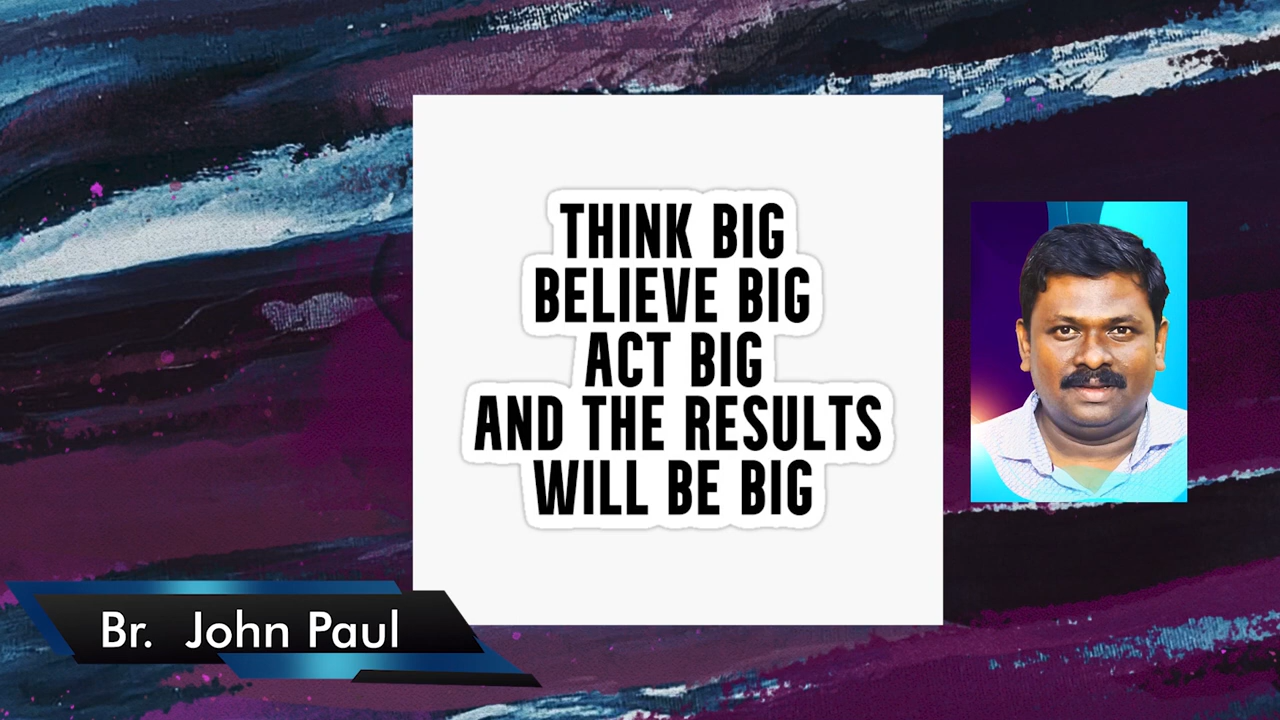 THINK BIG
BELIEVE BIG
ACT BIG
AND THE RESULTS
WILL BE BIG
Br. John Paul